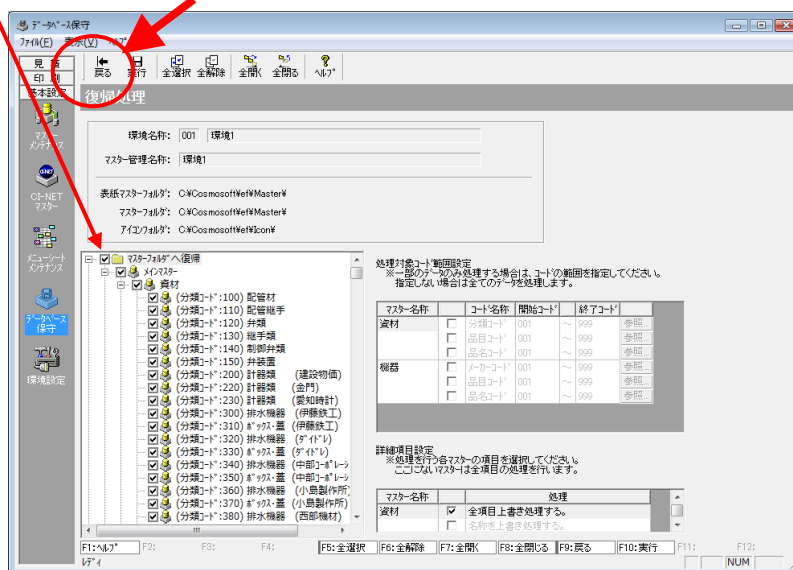 ﾃﾞｰﾀﾍﾞｰｽ保守
ﾌｧｲﾙ(E) 表示(V) ﾍﾙﾌﾟ
見 積
印 刷
基本設定
戻る 実行 全選択 全解除 全開く 全閉る ﾍﾙﾌﾟ
復帰処理
ﾏｽﾀｰ
ﾒﾝﾃﾅﾝｽ
CI-NET
ﾏｽﾀｰ
ﾒﾆｭｰｼｰﾄ
ﾒﾝﾃﾅﾝｽ
ﾃﾞｰﾀﾍﾞｰｽ
保守
環境設定
環境名称: 001 環境1
ﾏｽﾀｰ管理名称: 環境1
表紙ﾏｽﾀｰﾌｫﾙﾀﾞ: C:¥Cosmosoft¥ef¥Master¥
ﾏｽﾀｰﾌｫﾙﾀﾞ: C:¥Cosmosoft¥ef¥Master¥
ｱｲｺﾝﾌｫﾙﾀﾞ: C:¥Cosmosoft¥ef¥Icon¥
ﾏｽﾀｰﾌｫﾙﾀﾞへ復帰
ﾒｲﾝﾏｽﾀｰ
資材
(分類ｺｰﾄﾞ:100) 配管材
(分類ｺｰﾄﾞ:110) 配管継手
(分類ｺｰﾄﾞ:120) 弁類
(分類ｺｰﾄﾞ:130) 継手類
(分類ｺｰﾄﾞ:140) 制御弁類
(分類ｺｰﾄﾞ:150) 弁装置
(分類ｺｰﾄﾞ:200) 計器類 (建設物価)
(分類ｺｰﾄﾞ:220) 計器類 (金門)
(分類ｺｰﾄﾞ:230) 計器類 (愛知時計)
(分類ｺｰﾄﾞ:300) 排水機器 (伊藤鉄工)
(分類ｺｰﾄﾞ:310) ﾎﾞｯｸｽ･蓋 (伊藤鉄工)
(分類ｺｰﾄﾞ:320) 排水機器 (ﾀﾞｲﾄﾞﾚ)
(分類ｺｰﾄﾞ:330) ﾎﾞｯｸｽ･蓋 (ﾀﾞｲﾄﾞﾚ)
(分類ｺｰﾄﾞ:340) 排水機器 (中部ｺｰﾎﾟﾚｰｼ
(分類ｺｰﾄﾞ:350) ﾎﾞｯｸｽ･蓋 (中部ｺｰﾎﾟﾚｰｼ
(分類ｺｰﾄﾞ:360) 排水機器 (小島製作所)
(分類ｺｰﾄﾞ:370) ﾎﾞｯｸｽ･蓋 (小島製作所)
(分類ｺｰﾄﾞ:380) 排水機器 (西部機材)
処理対象ｺｰﾄﾞ範囲設定
※一部のﾃﾞｰﾀのみ処理する場合は、ｺｰﾄﾞの範囲を指定してください。
指定しない場合は全てのﾃﾞｰﾀを処理します。
ﾏｽﾀｰ名称 ｺｰﾄﾞ名称 開始ｺｰﾄﾞ 終了ｺｰﾄﾞ
資材 分類ｺｰﾄﾞ 001 ～ 999 参照...
品目ｺｰﾄﾞ 001 ～ 999 参照...
品名ｺｰﾄﾞ 001 ～ 999 参照...
機器 ﾒｰｶｰｺｰﾄﾞ 001 ～ 999 参照...
品目ｺｰﾄﾞ 001 ～ 999 参照...
品名ｺｰﾄﾞ 001 ～ 999 参照...
詳細項目設定
※処理を行う各ﾏｽﾀｰの項目を選択してください。
ここにないﾏｽﾀｰは全項目の処理を行います。
ﾏｽﾀｰ名称 処理
資材 全項目上書き処理する。
名称を上書き処理する。
F1:ﾍﾙﾌﾟ F2: F3: F4: F5:全選択 F6:全解除 F7:全開く F8:全閉じる F9:戻る F10:実行 F11: F12:
ﾚﾃﾞｨ NUM